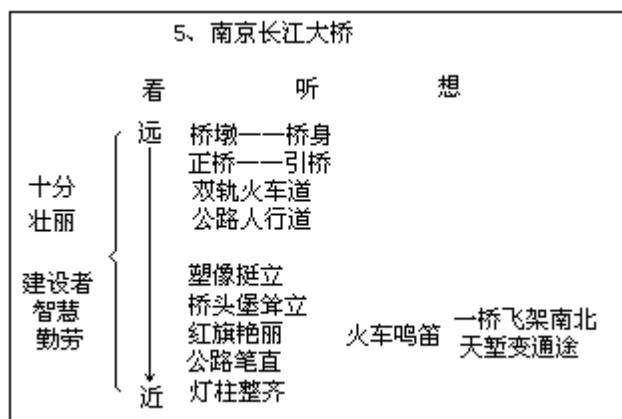 5、南京长江大桥
看 听 想
远 桥墩——桥身
正桥——引桥
十分 双轨火车道
壮丽 公路人行道
建设者 塑像挺立
智慧 桥头堡耸立
勤劳 红旗艳丽 火车鸣笛 一桥飞架南北
公路笔直 天堑变通途
近 灯柱整齐